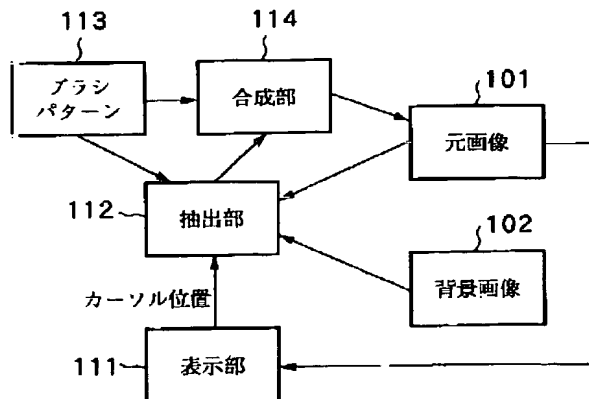 113
114
101
ブラシ
パターン
合成部
元画像
112
抽出部
102
背景画像
カーソル位置
111
表示部